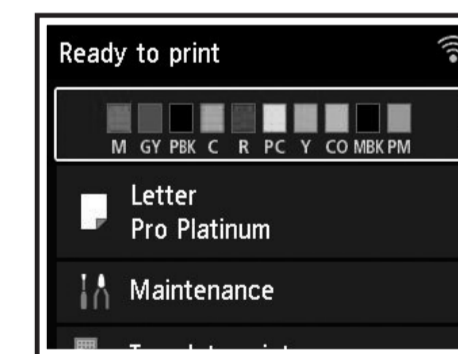 Ready to print
M GY PBK C R PC Y CO MBK PM
Letter
Pro Platinum
Maintenance